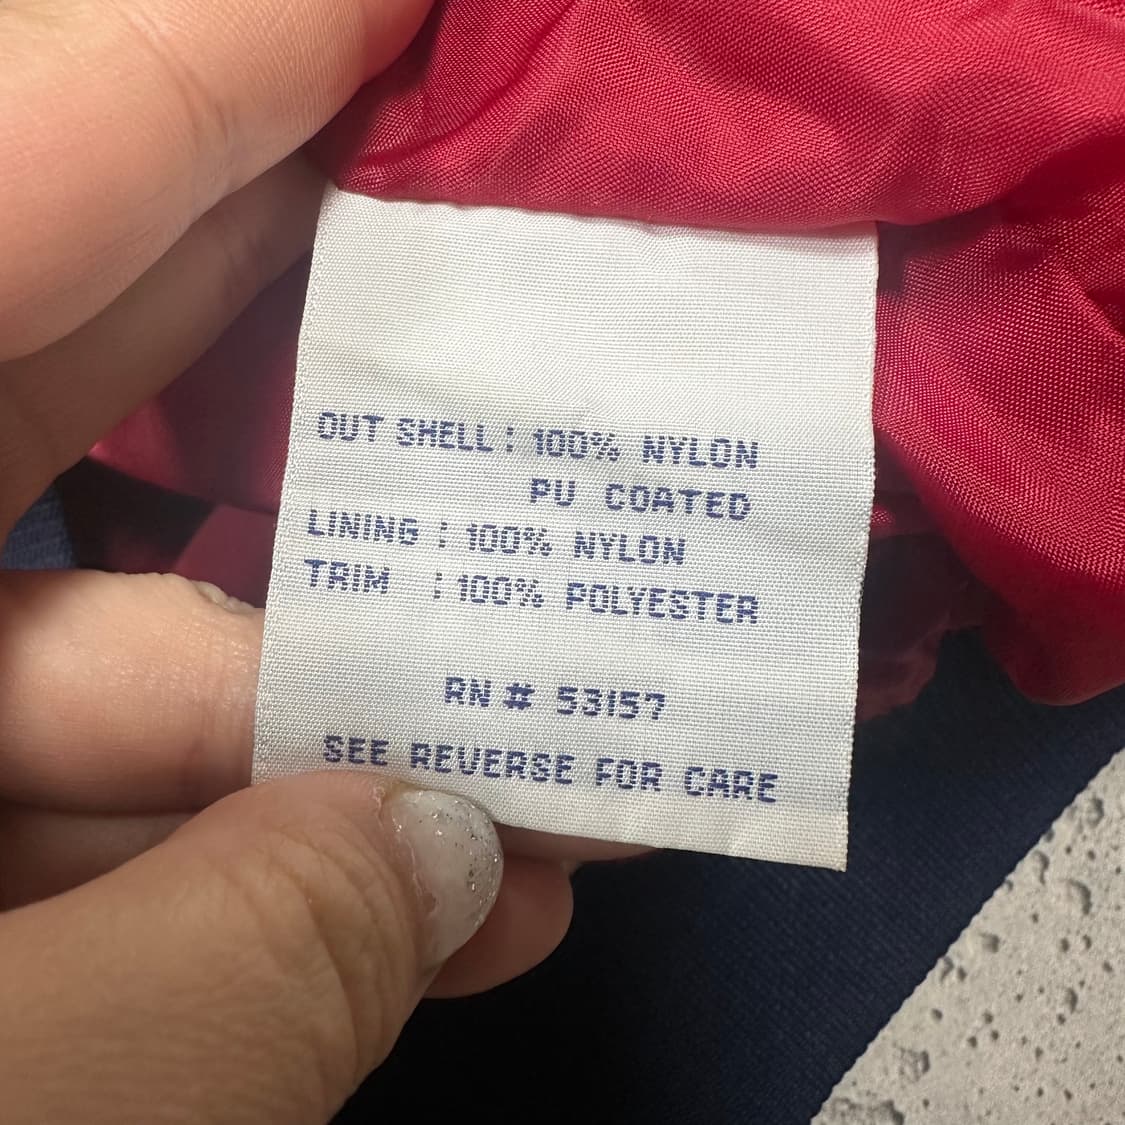 OUT SHELL : 100% NYLON
PU COATED
LINING : 100% NYLON
TRIM : 100% POLYESTER
RN # 53157
SEE REVERSE FOR CARE